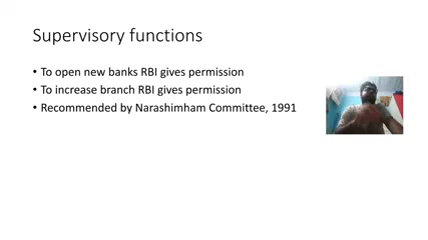 Supervisory functions
• To open new banks RBI gives permission
• To increase branch RBI gives permission
• Recommended by Narashimham Committee, 1991